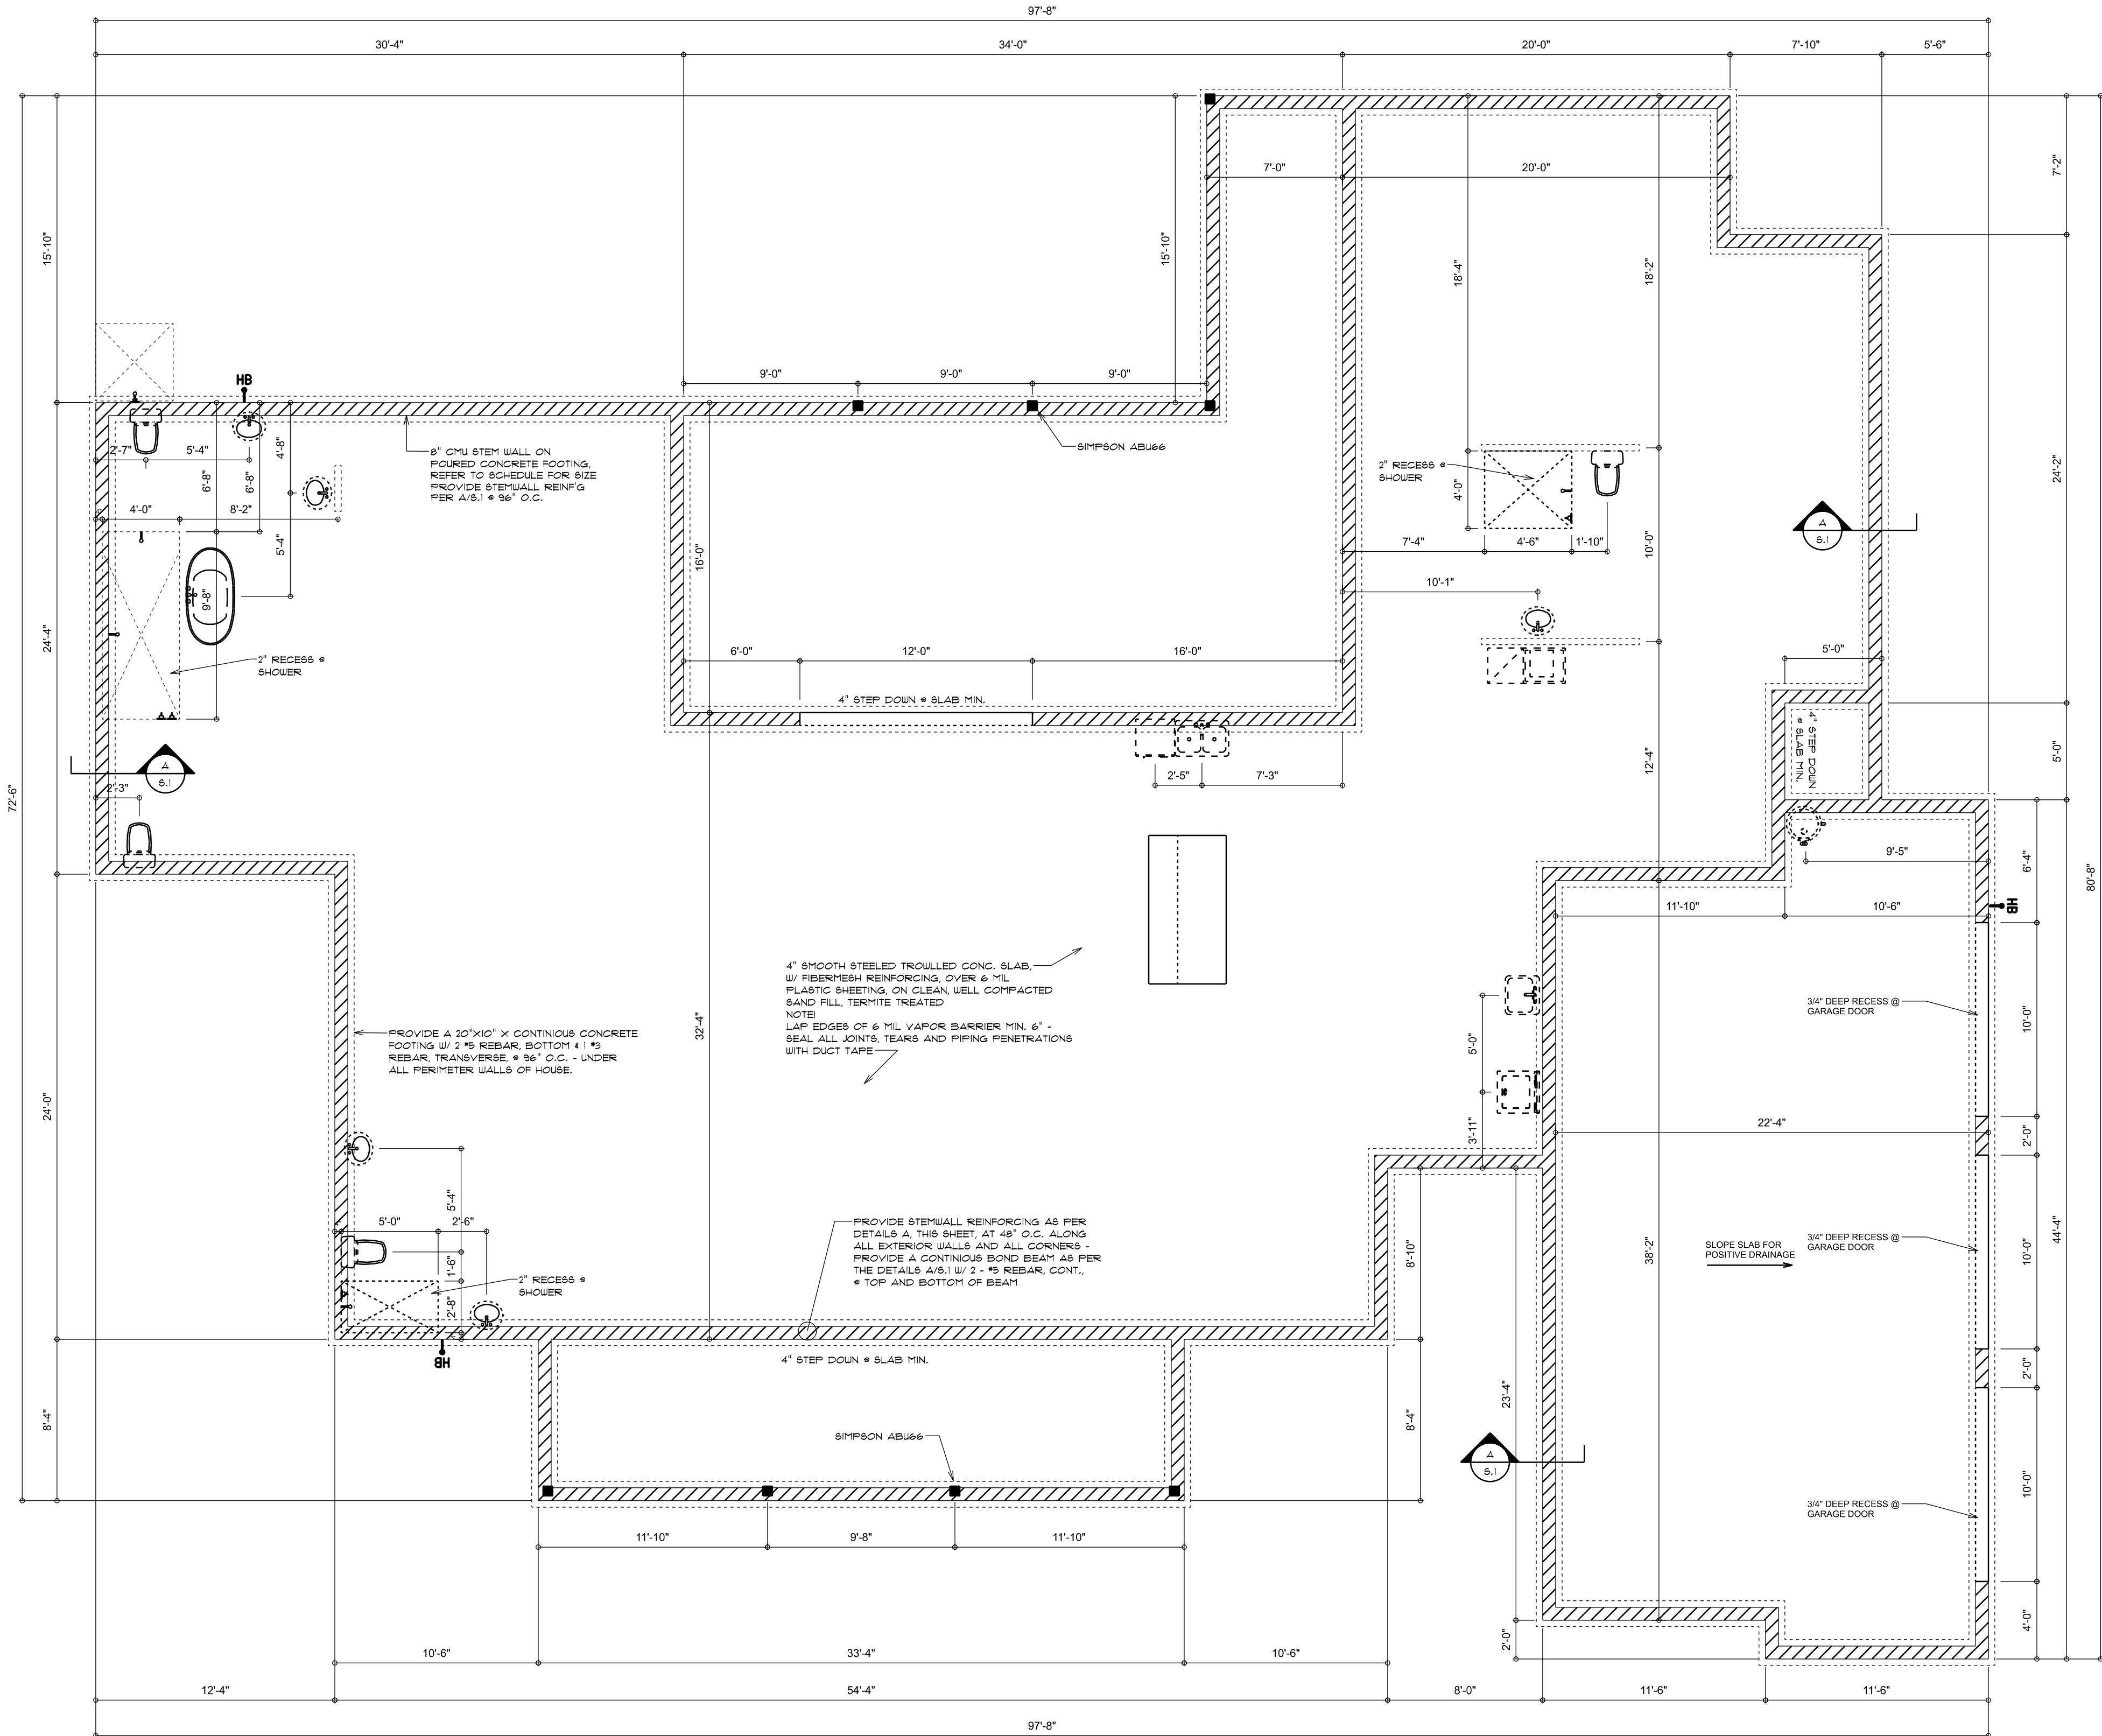 97'-8"
30'-4"
34'-0"
20'-0"
7'-10"
5'-6"
7'-2"
7'-0"
20'-0"
15'-10"
15'-10"
18'-4"
18'-2"
HB
9'-0"
9'-0"
9'-0"
2'-7"
5'-4"
4'-8"
6'-8"
6'-8"
4'-0"
8'-2"
5'-4"
9'-8"
8" CMU STEM WALL ON
POURED CONCRETE FOOTING,
REFER TO SCHEDULE FOR SIZE
PROVIDE STEMWALL REINF'G
PER A/S.1 @ 96" O.C.
SIMPSON ABU66
2" RECESS @
SHOWER
4'-0"
7'-4"
4'-6"
1'-10"
10'-0"
10'-1"
A
S.1
24'-2"
16'-0"
24'-4"
2" RECESS @
SHOWER
6'-0"
12'-0"
16'-0"
4" STEP DOWN @ SLAB MIN.
5'-0"
4" STEP DOWN
@ SLAB MIN.
5'-0"
12'-4"
2'-5"
7'-3"
A
S.1
2'-3"
72'-6"
80'-8"
9'-5"
6'-4"
11'-10"
10'-6"
HB
4" SMOOTH STEELED TROWLLED CONC. SLAB,
W/ FIBERMESH REINFORCING, OVER 6 MIL
PLASTIC SHEETING, ON CLEAN, WELL COMPACTED
SAND FILL, TERMITE TREATED
NOTE!
LAP EDGES OF 6 MIL VAPOR BARRIER MIN. 6" -
SEAL ALL JOINTS, TEARS AND PIPING PENETRATIONS
WITH DUCT TAPE
32'-4"
3/4" DEEP RECESS @
GARAGE DOOR
10'-0"
PROVIDE A 20"X10" X CONTINIOUS CONCRETE
FOOTING W/ 2 #5 REBAR, BOTTOM & 1 #3
REBAR, TRANSVERSE, @ 96" O.C. - UNDER
ALL PERIMETER WALLS OF HOUSE.
24'-0"
5'-0"
3'-11"
22'-4"
2'-0"
5'-4"
5'-0"
2'-6"
1'-6"
2'-8"
2" RECESS @
SHOWER
HB
PROVIDE STEMWALL REINFORCING AS PER
DETAILS A, THIS SHEET, AT 48" O.C. ALONG
ALL EXTERIOR WALLS AND ALL CORNERS -
PROVIDE A CONTINIOUS BOND BEAM AS PER
THE DETAILS A/S.1 W/ 2 - #5 REBAR, CONT.,
@ TOP AND BOTTOM OF BEAM
8'-10"
38'-2"
SLOPE SLAB FOR
POSITIVE DRAINAGE
3/4" DEEP RECESS @
GARAGE DOOR
10'-0"
44'-4"
4" STEP DOWN @ SLAB MIN.
8'-4"
8'-4"
23'-4"
2'-0"
SIMPSON ABU66
A
S.1
3/4" DEEP RECESS @
GARAGE DOOR
10'-0"
11'-10"
9'-8"
11'-10"
4'-0"
2'-0"
10'-6"
33'-4"
10'-6"
12'-4"
54'-4"
8'-0"
11'-6"
11'-6"
97'-8"